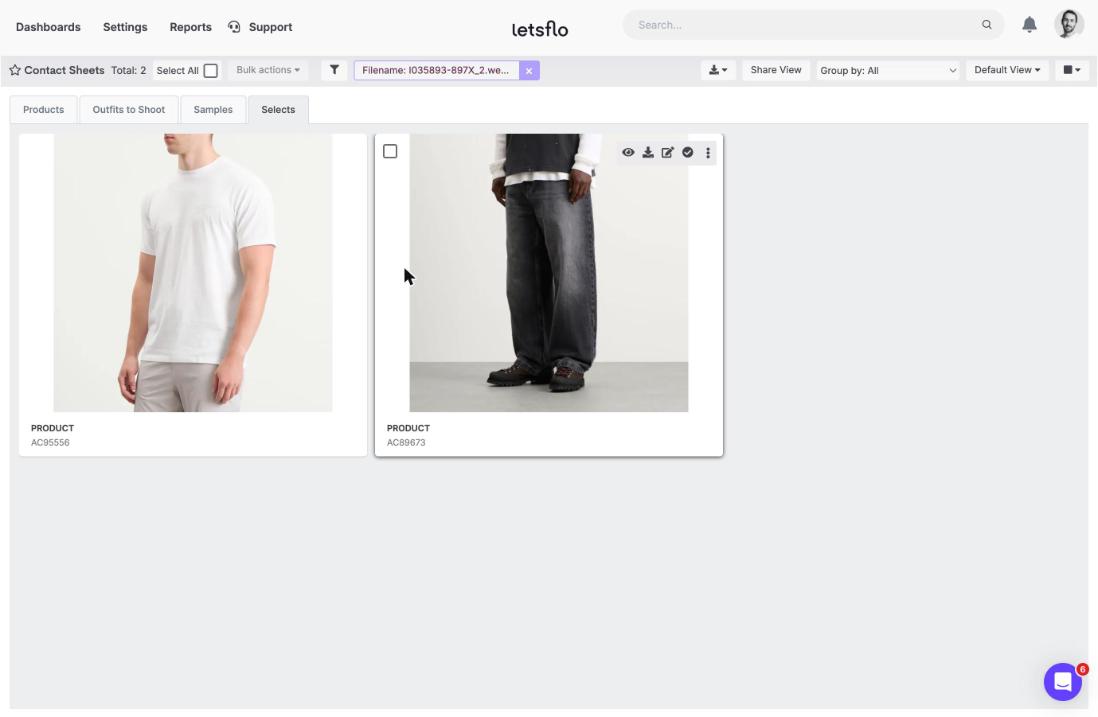 Dashboards Settings Reports Support letsflo Search... 
Contact Sheets Total: 2 Select All Bulk actions Filename: I035893-897X_2.we... × Share View Group by: All Default View
Products Outfits to Shoot Samples Selects
PRODUCT
AC95556
PRODUCT
AC89673
6